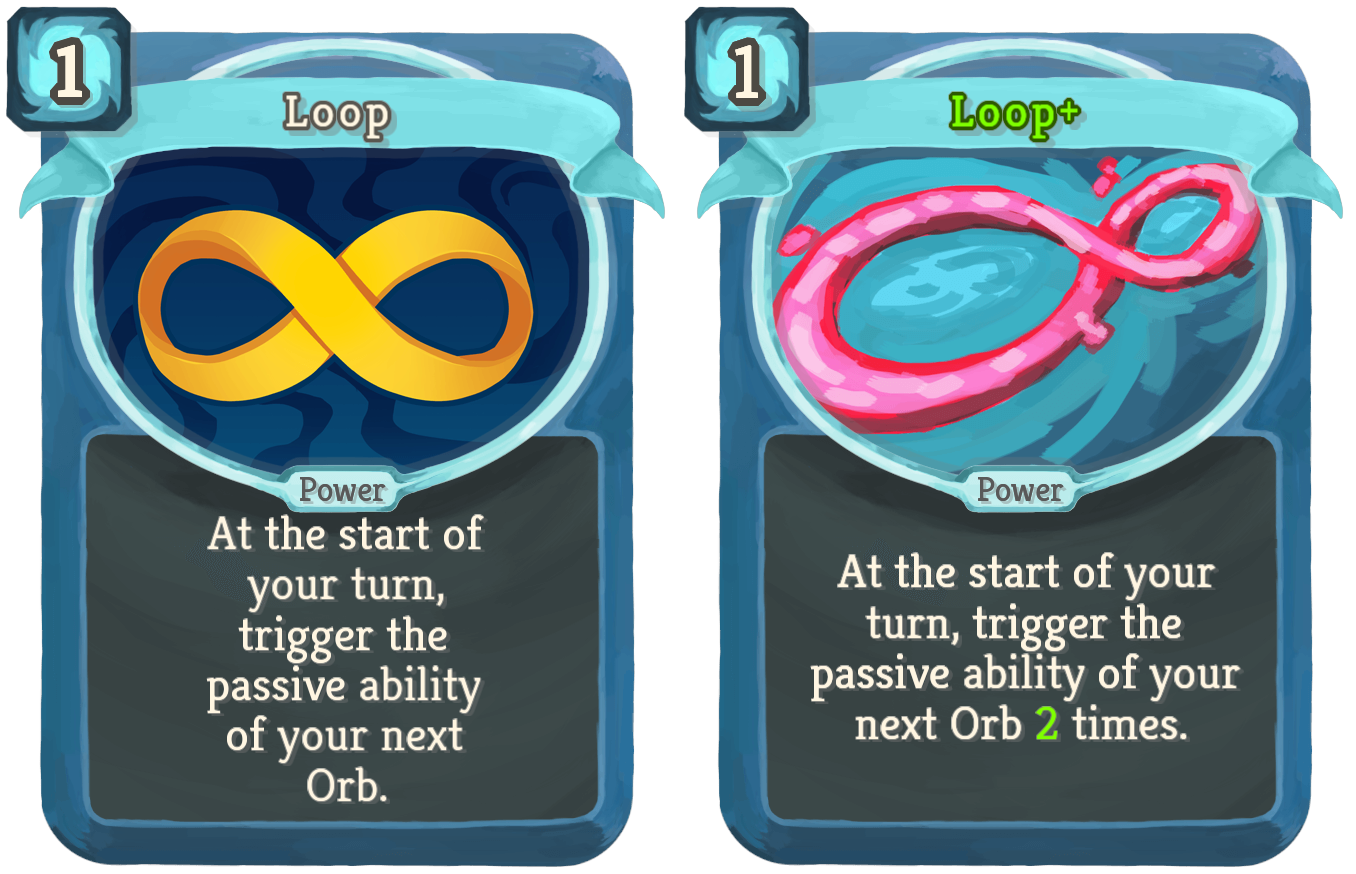 1
Loop
Power
At the start of
your turn,
trigger the
passive ability
of your next
Orb.
1
Loop+
Power
At the start of your
turn, trigger the
passive ability of your
next Orb 2 times.